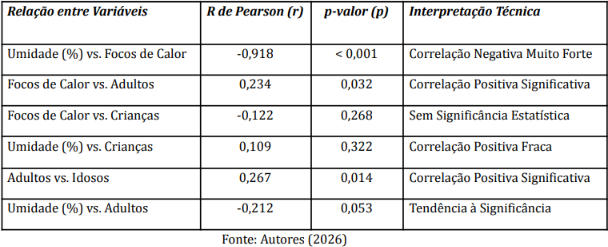 Relação entre Variáveis R de Pearson (r) p-valor (p) Interpretação Técnica
Umidade (%) vs. Focos de Calor -0,918 < 0,001 Correlação Negativa Muito Forte
Focos de Calor vs. Adultos 0,234 0,032 Correlação Positiva Significativa
Focos de Calor vs. Crianças -0,122 0,268 Sem Significância Estatística
Umidade (%) vs. Crianças 0,109 0,322 Correlação Positiva Fraca
Adultos vs. Idosos 0,267 0,014 Correlação Positiva Significativa
Umidade (%) vs. Adultos -0,212 0,053 Tendência à Significância
Fonte: Autores (2026)